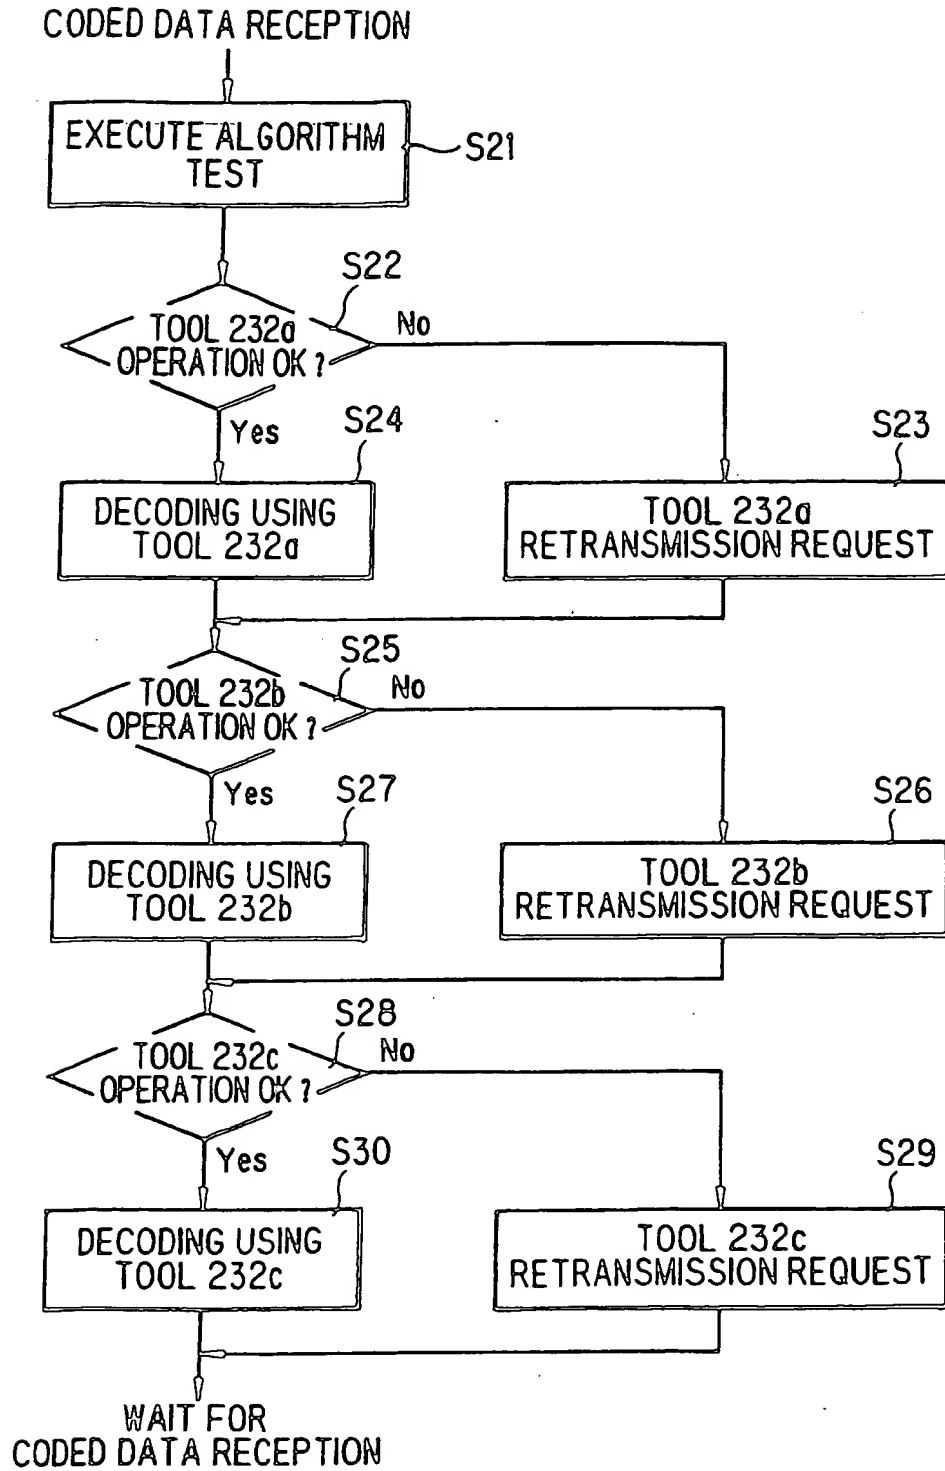 CODED DATA RECEPTION
EXECUTE ALGORITHM
TEST
S21
S22
TOOL 232a
OPERATION OK ?
No
Yes
S24
S23
DECODING USING
TOOL 232a
TOOL 232a
RETRANSMISSION REQUEST
S25
TOOL 232b
OPERATION OK ?
No
Yes
S27
S26
DECODING USING
TOOL 232b
TOOL 232b
RETRANSMISSION REQUEST
S28
TOOL 232c
OPERATION OK ?
No
Yes
S30
S29
DECODING USING
TOOL 232c
TOOL 232c
RETRANSMISSION REQUEST
WAIT FOR
CODED DATA RECEPTION